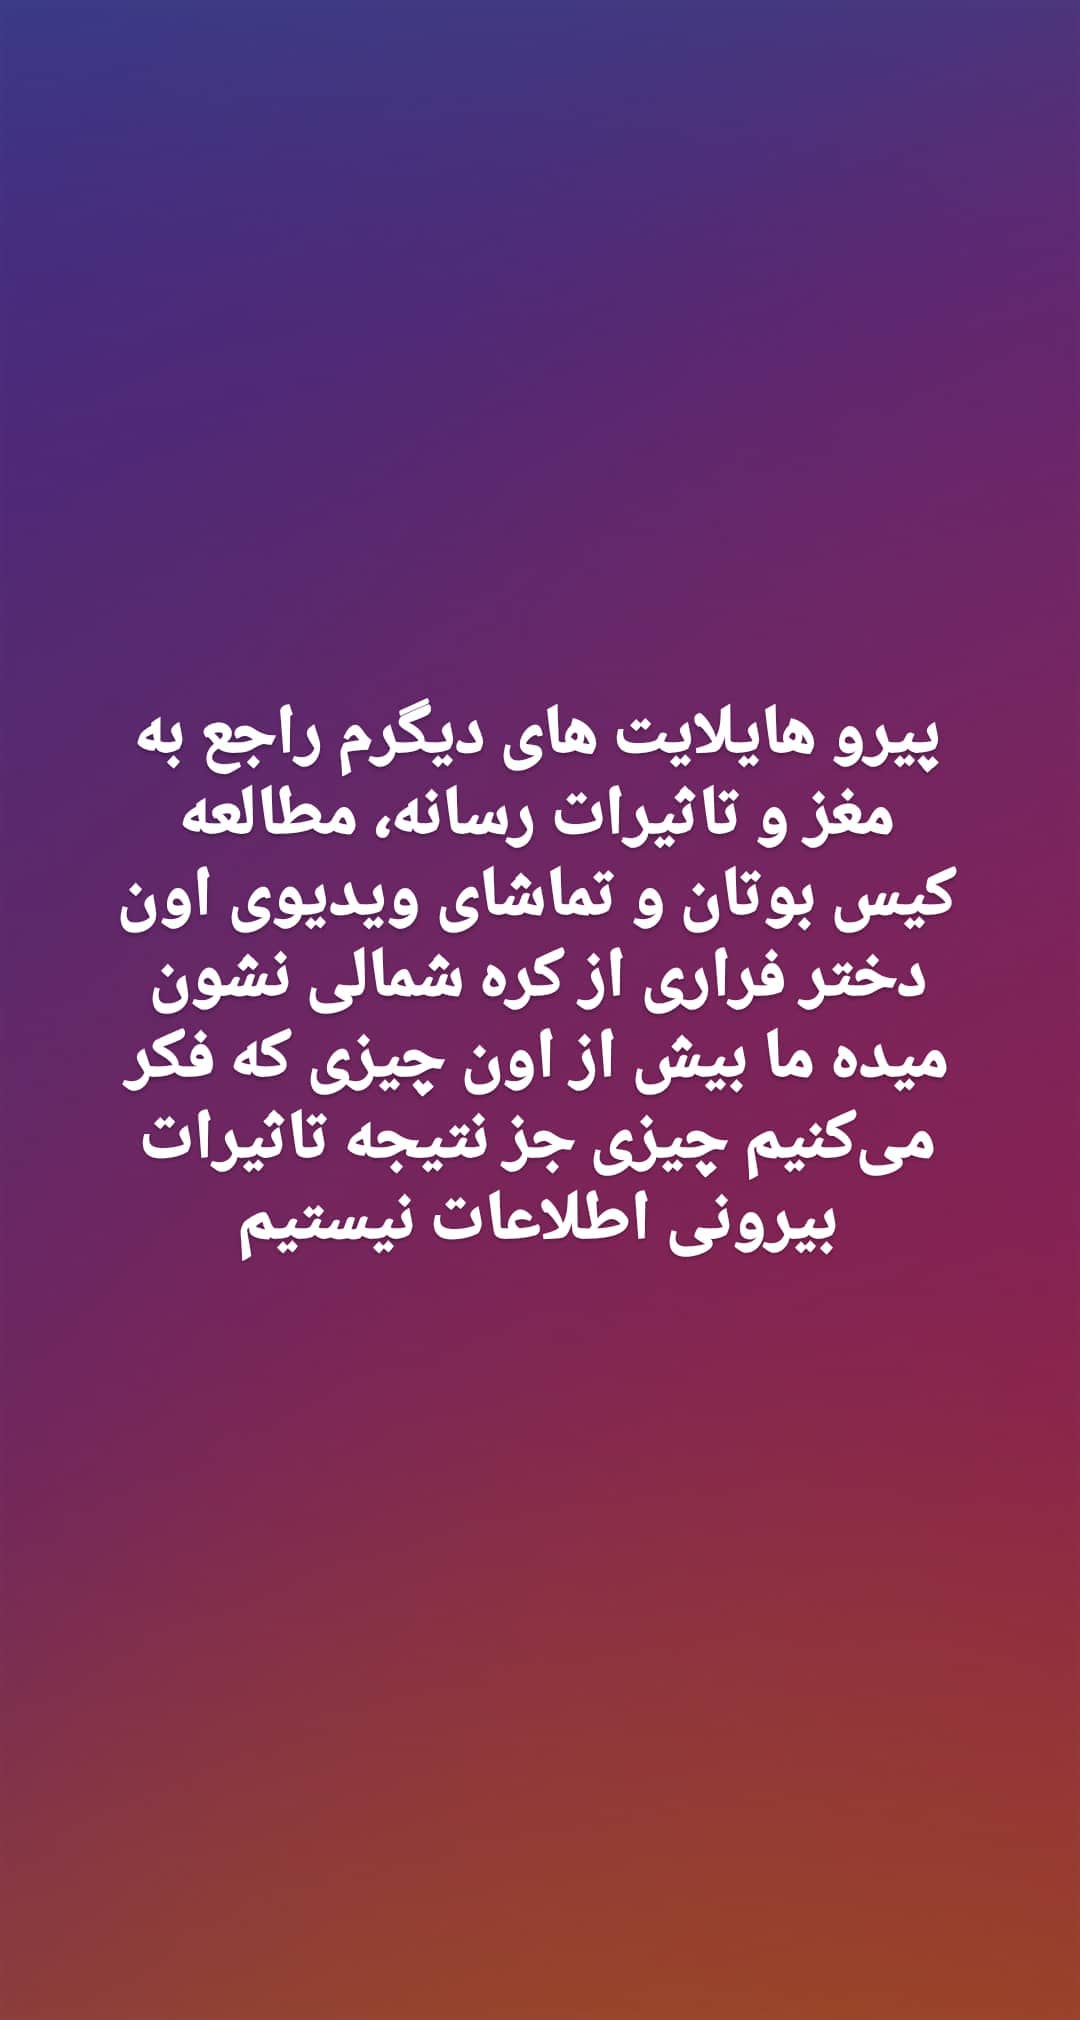 پیرو هایلایت های دیگرم راجع به
مغز و تاثیرات رسانه، مطالعه
کیس بوتان و تماشای ویدیوی اون
دختر فراری از کره شمالی نشون
میده ما بیش از اون چیزی که فکر
می‌کنیم چیزی جز نتیجه تاثیرات
بیرونی اطلاعات نیستیم